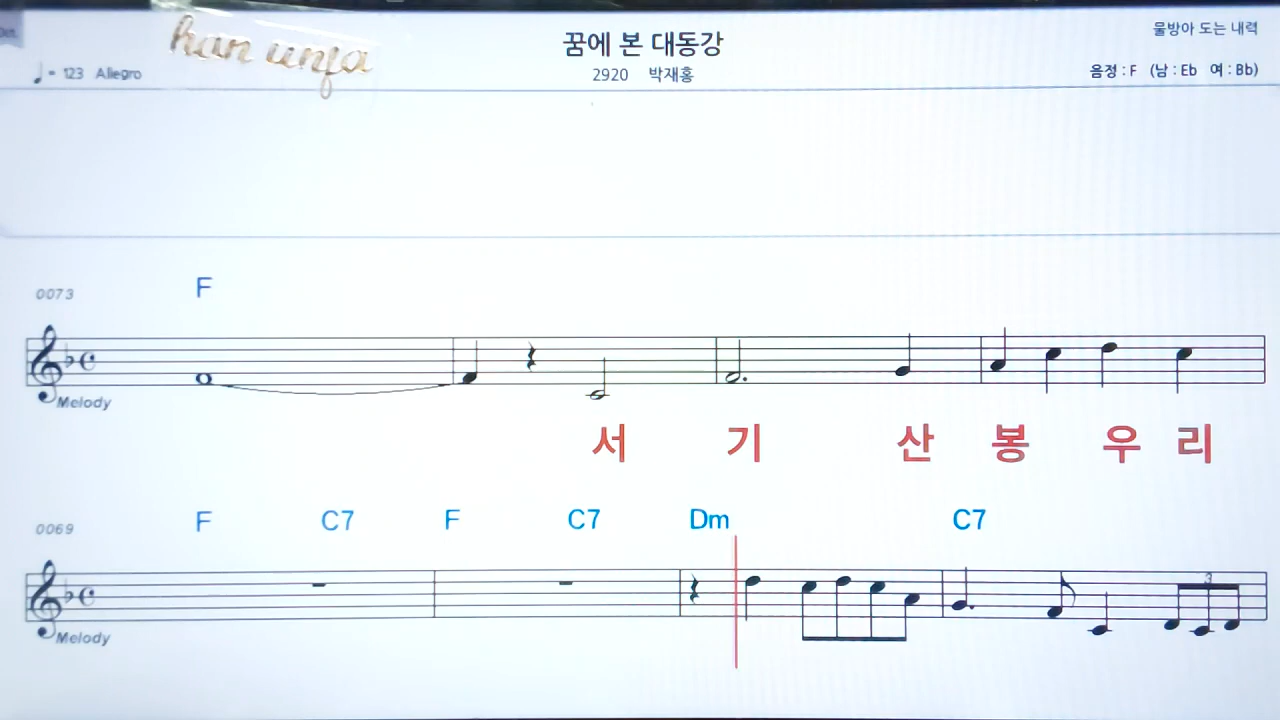 han unja
꿈에 본 대동강
물방아 도는 내력
♩= 123 Allegro
2920 박재홍
음정 : F (남 : Eb 여 : Bb)
0073 F
Melody
서 기 산 봉 우 리
0069 F C7 F C7 Dm C7
3
Melody